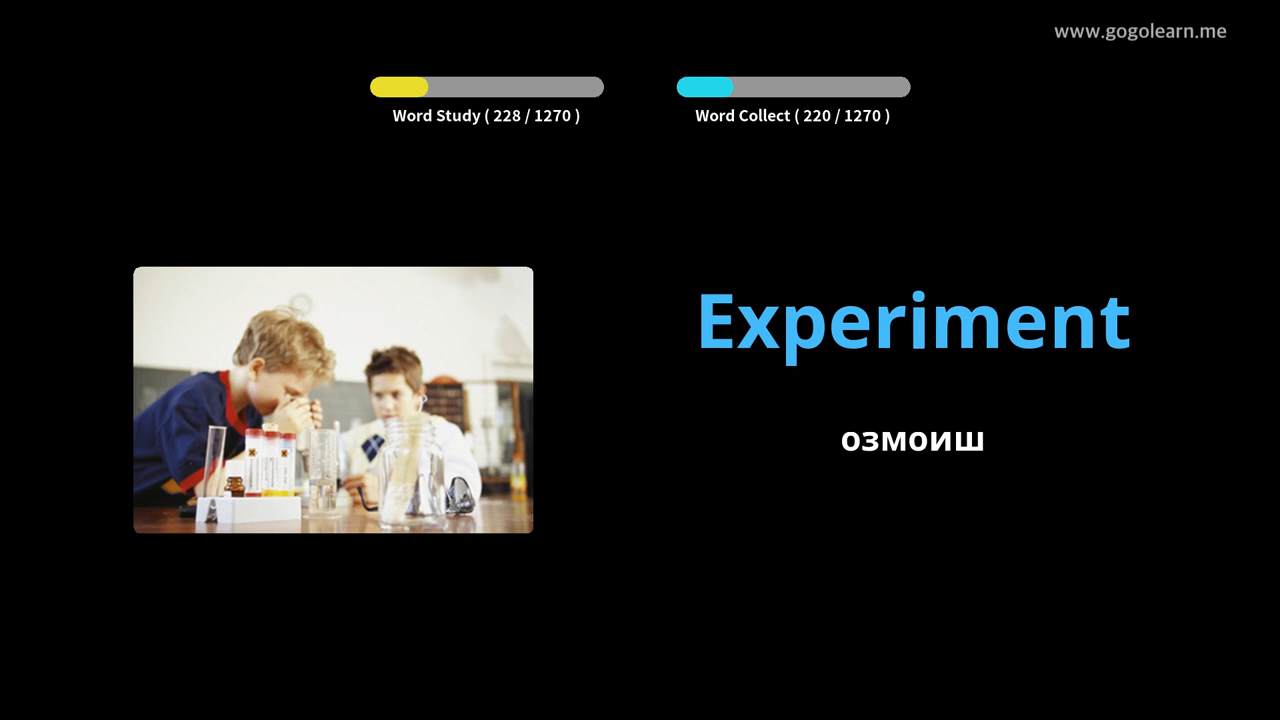 www.gogolearn.me
Word Study ( 228 / 1270 )
Word Collect ( 220 / 1270 )
Experiment
озмоиш